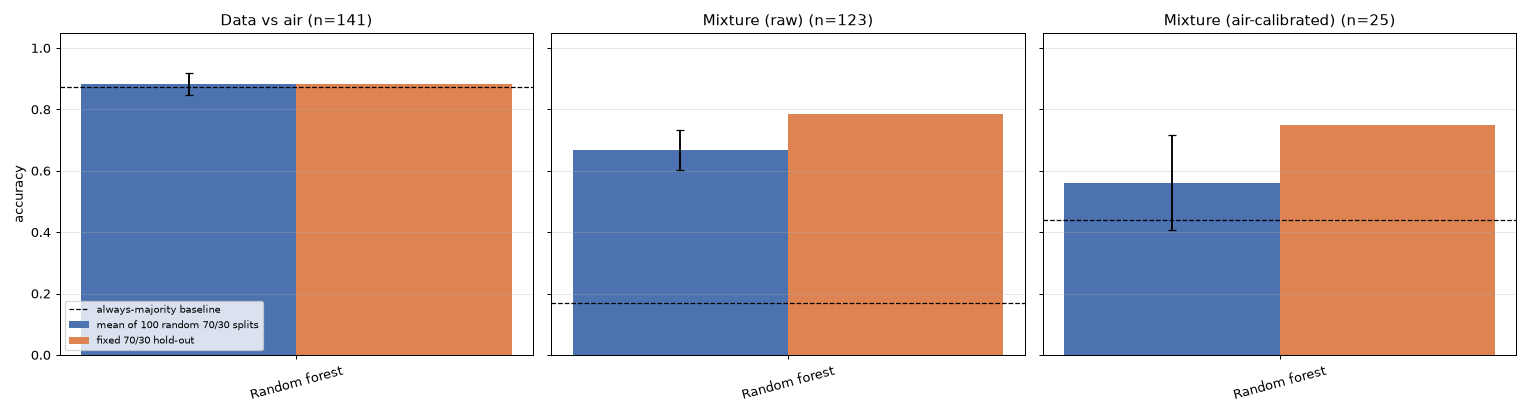 Data vs air (n=141)
Mixture (raw) (n=123)
Mixture (air-calibrated) (n=25)
accuracy
1.0
0.8
0.6
0.4
0.2
0.0
always-majority baseline
mean of 100 random 70/30 splits
fixed 70/30 hold-out
Random forest
Random forest
Random forest